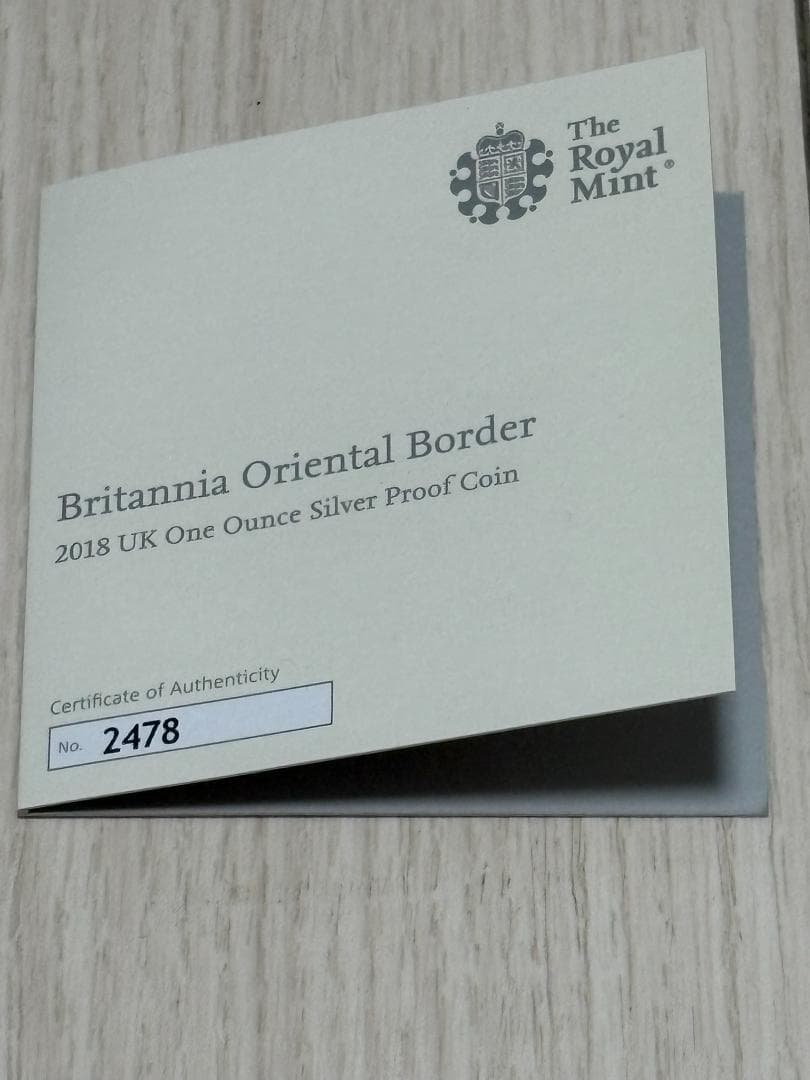 The
Royal
Mint®
Britannia Oriental Border
2018 UK One Ounce Silver Proof Coin
Certificate of Authenticity
No. 2478